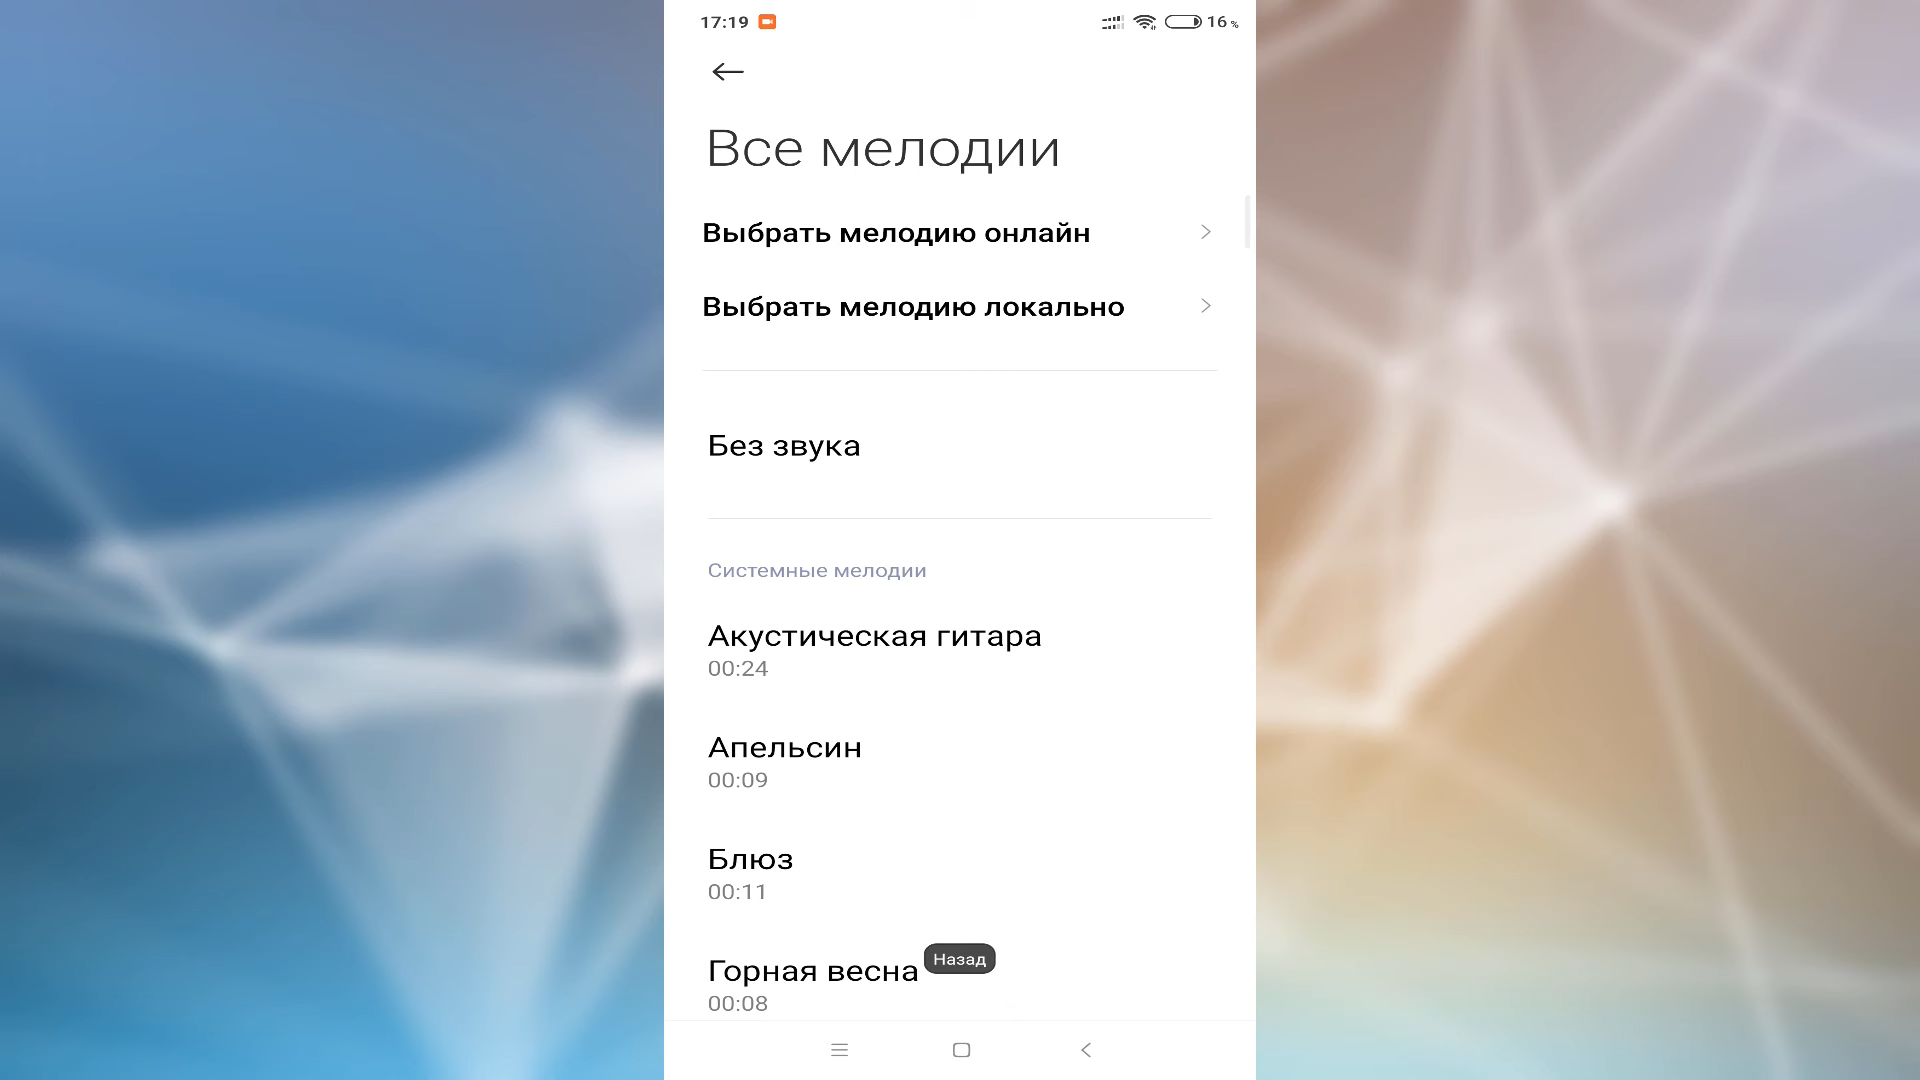 17:19
16 %
Все мелодии
Выбрать мелодию онлайн
Выбрать мелодию локально
Без звука
Системные мелодии
Акустическая гитара
00:24
Апельсин
00:09
Блюз
00:11
Горная весна
00:08
Назад